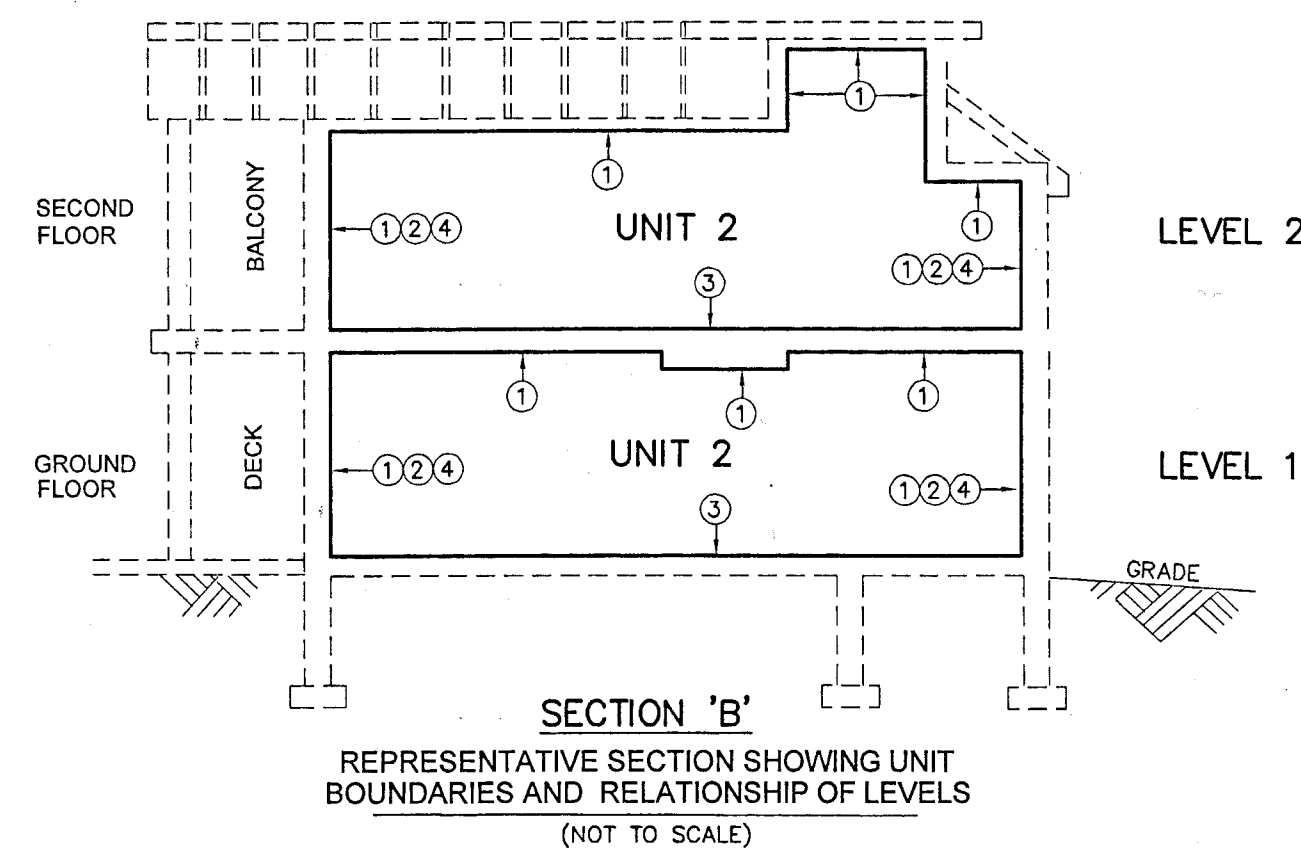 1
1
SECOND
FLOOR
BALCONY
1 2 4
UNIT 2
1
1 2 4
LEVEL 2
3
1
1
1
GROUND
FLOOR
DECK
1 2 4
UNIT 2
1 2 4
LEVEL 1
3
GRADE
SECTION 'B'
REPRESENTATIVE SECTION SHOWING UNIT
BOUNDARIES AND RELATIONSHIP OF LEVELS
(NOT TO SCALE)